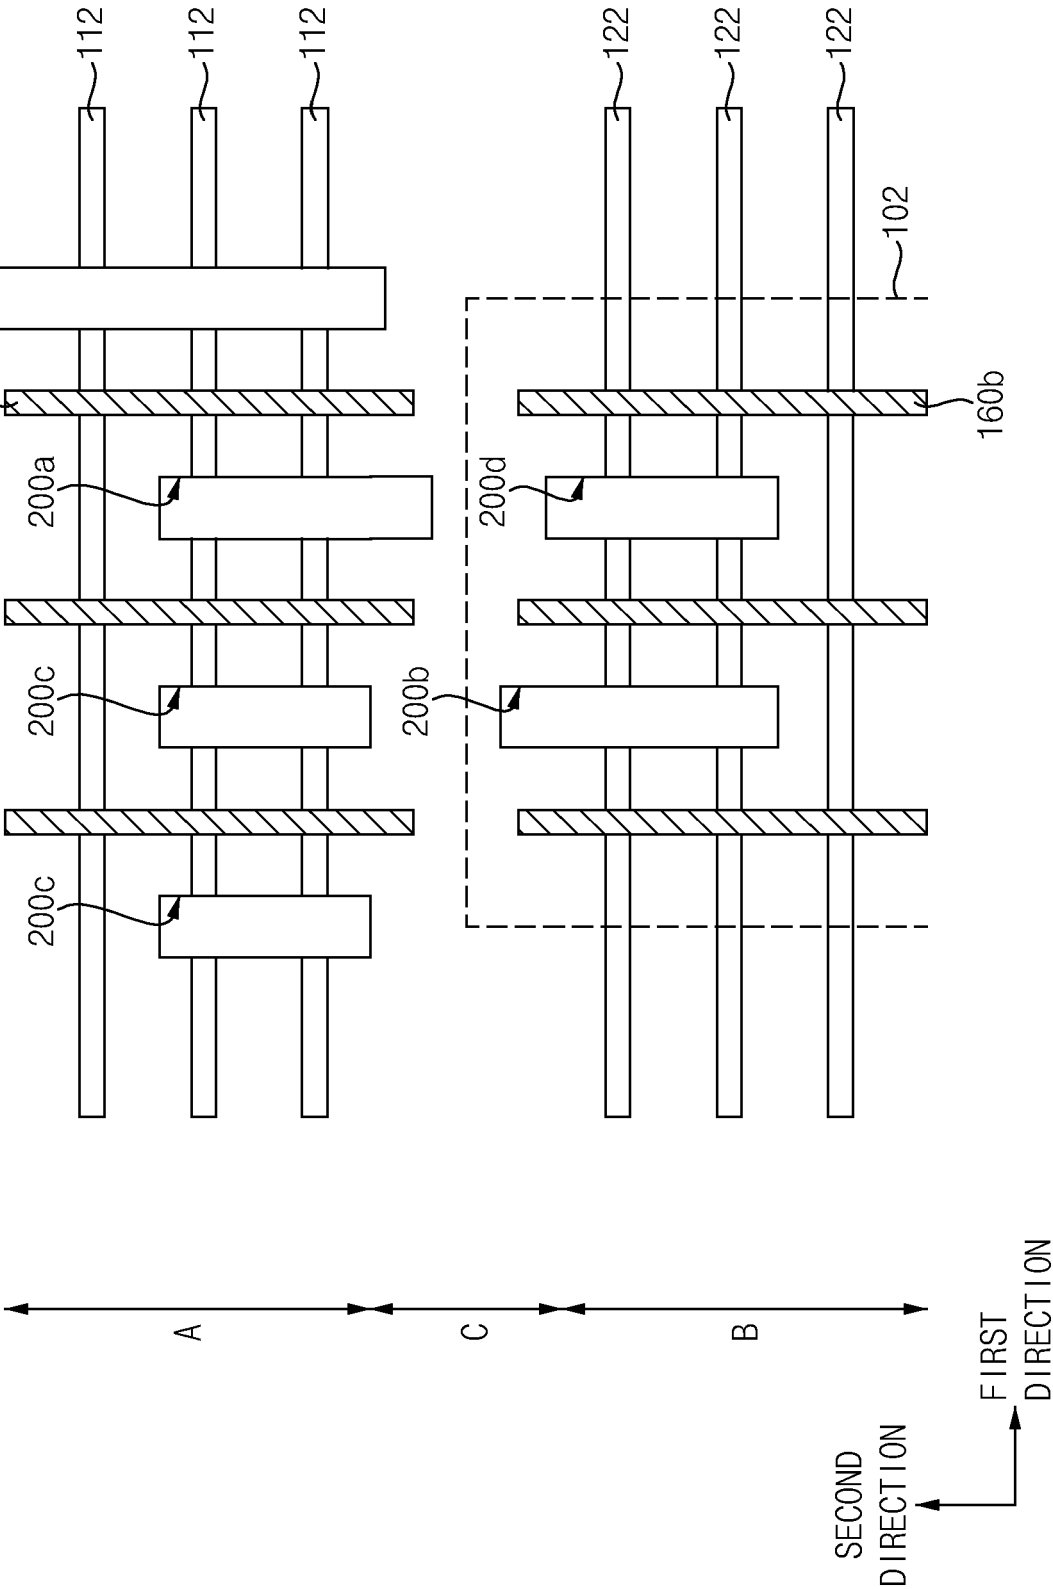 112
112
112
122
122
122
102
200a
200d
160b
200c
200b
200c
A
C
B
SECOND
DIRECTION
FIRST
DIRECTION